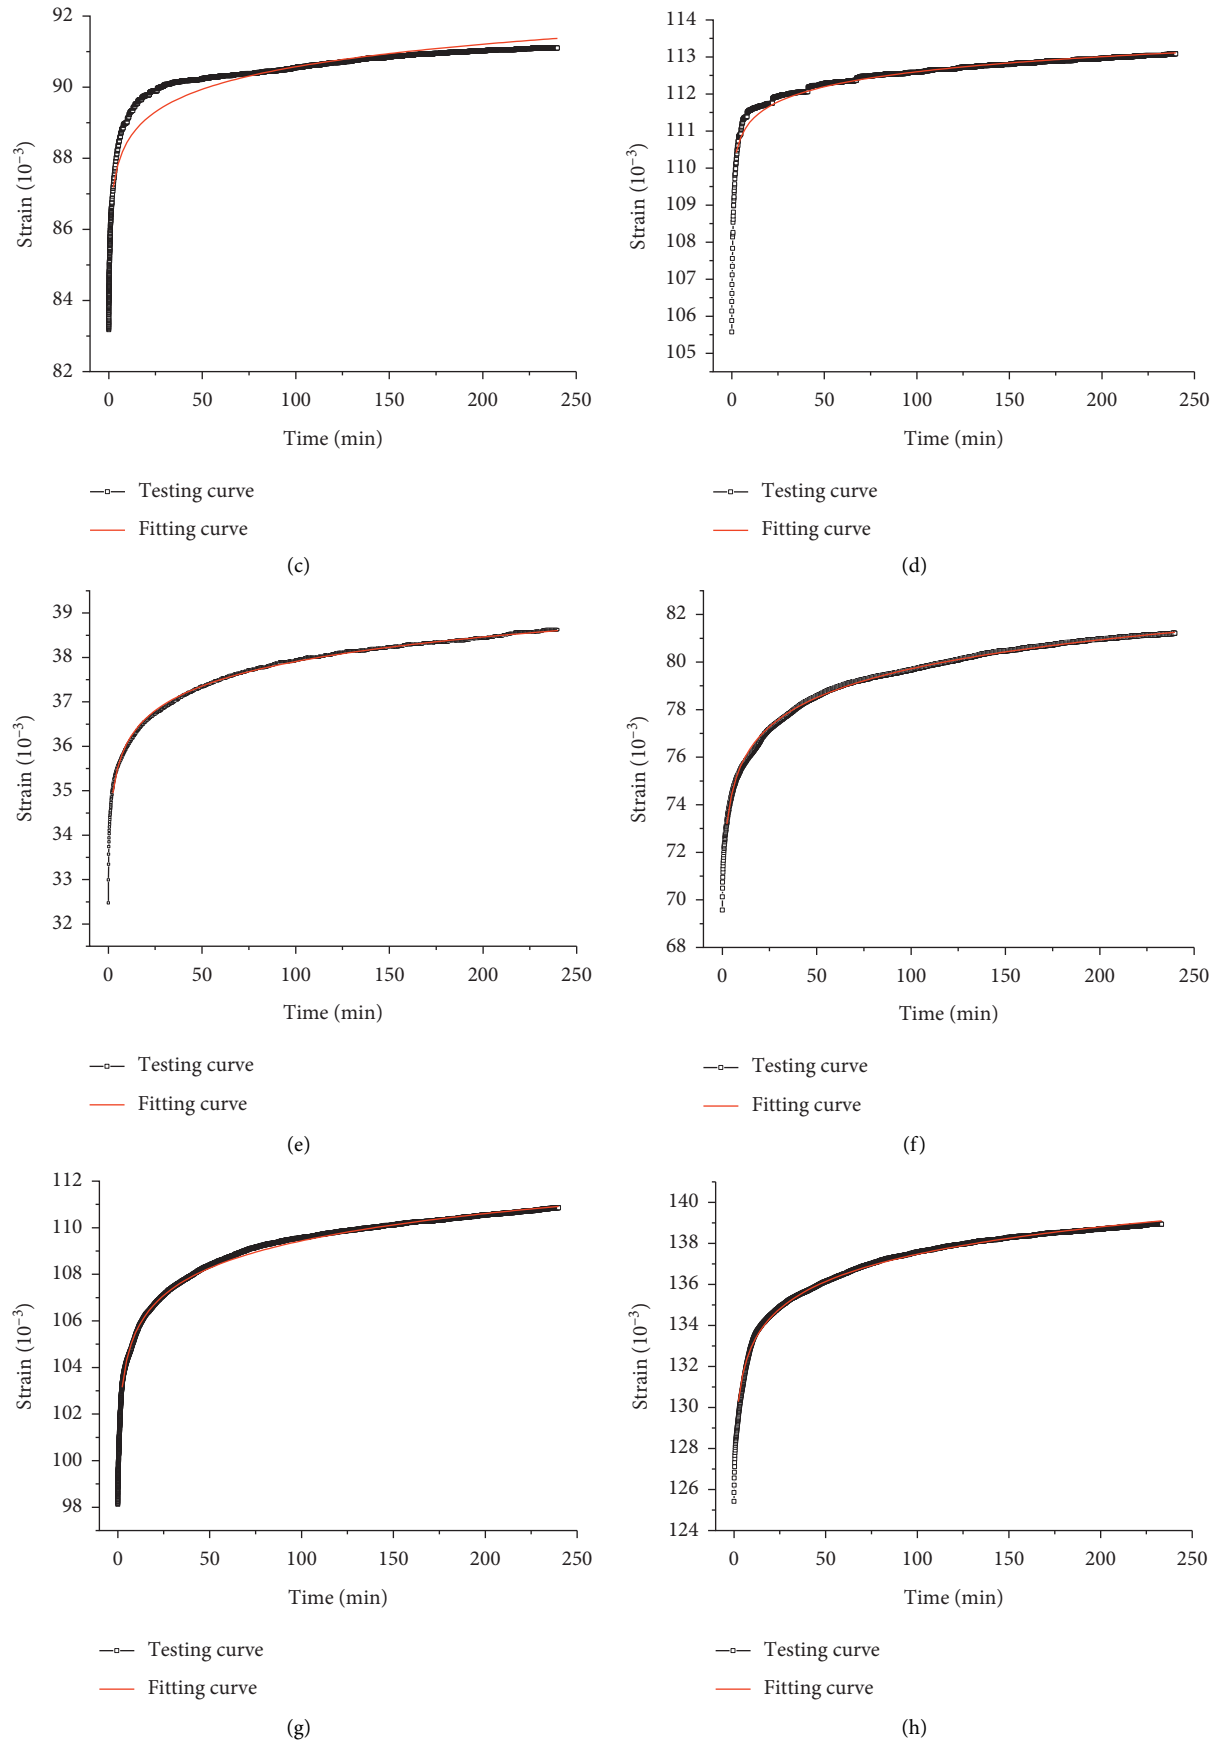 92
90
88
86
84
82
Strain (10⁻³)
0 50 100 150 200 250
Time (min)
Testing curve
Fitting curve
(c)
114
113
112
111
110
109
108
107
106
105
Strain (10⁻³)
0 50 100 150 200 250
Time (min)
Testing curve
Fitting curve
(d)
39
38
37
36
35
34
33
32
Strain (10⁻³)
0 50 100 150 200 250
Time (min)
Testing curve
Fitting curve
(e)
82
80
78
76
74
72
70
68
Strain (10⁻³)
0 50 100 150 200 250
Time (min)
Testing curve
Fitting curve
(f)
112
110
108
106
104
102
100
98
Strain (10⁻³)
0 50 100 150 200 250
Time (min)
Testing curve
Fitting curve
(g)
140
138
136
134
132
130
128
126
124
Strain (10⁻³)
0 50 100 150 200 250
Time (min)
Testing curve
Fitting curve
(h)